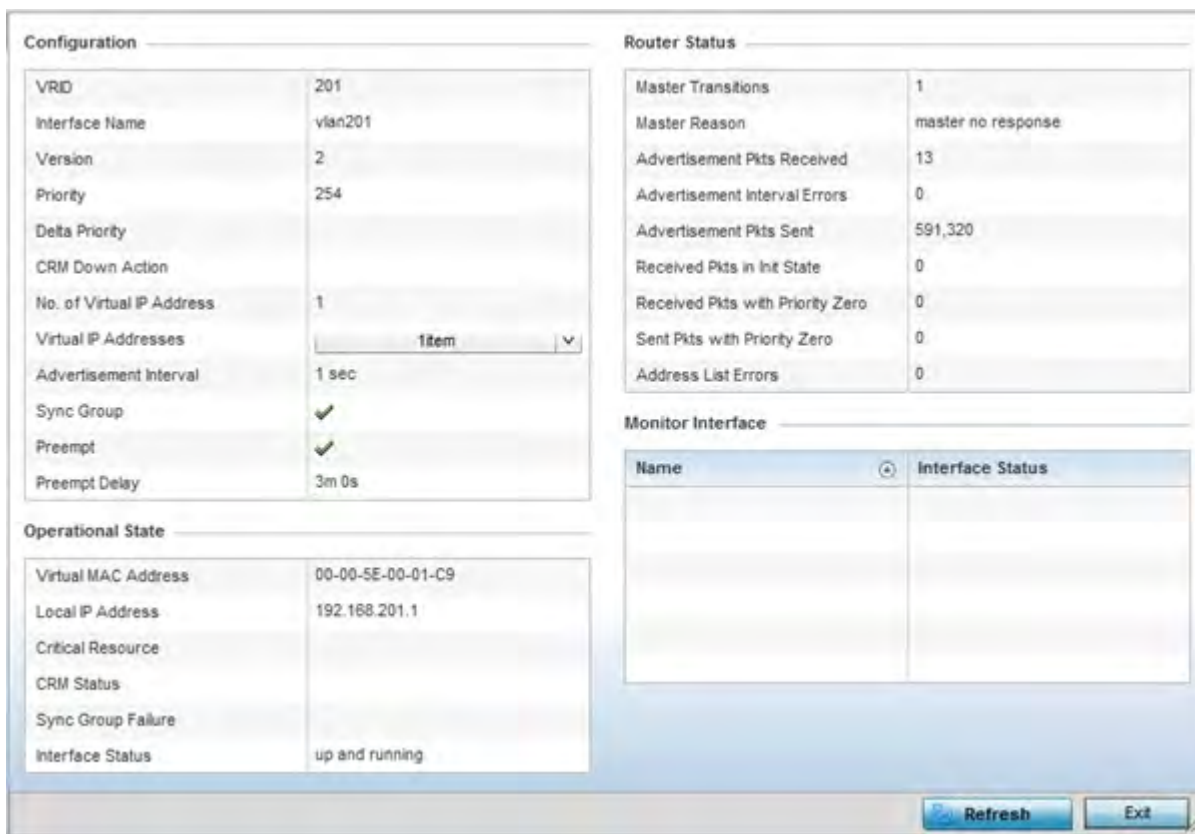 Configuration
VRID 201
Interface Name vlan201
Version 2
Priority 254
Delta Priority
CRM Down Action
No. of Virtual IP Address 1
Virtual IP Addresses 1item
Advertisement Interval 1 sec
Sync Group
Preempt
Preempt Delay 3m 0s
Operational State
Virtual MAC Address 00-00-5E-00-01-C9
Local IP Address 192.168.201.1
Critical Resource
CRM Status
Sync Group Failure
Interface Status up and running
Router Status
Master Transitions 1
Master Reason master no response
Advertisement Pkts Received 13
Advertisement Interval Errors 0
Advertisement Pkts Sent 591,320
Received Pkts in Init State 0
Received Pkts with Priority Zero 0
Sent Pkts with Priority Zero 0
Address List Errors 0
Monitor Interface
Name Interface Status
Refresh Exit